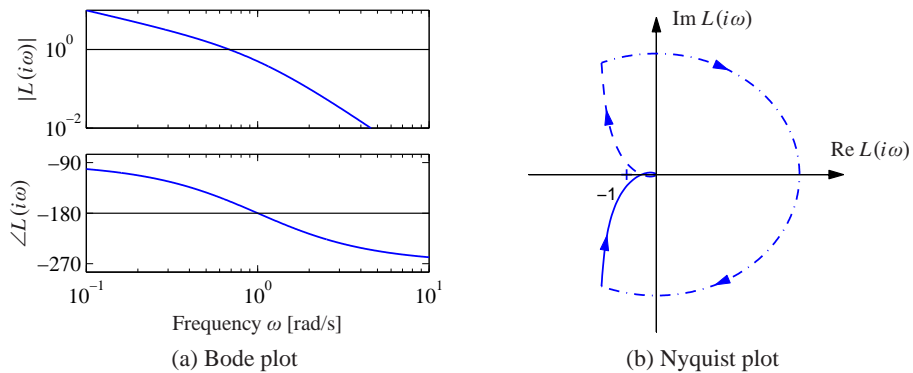 |L(iω)|
10^0
10^−2
∠L(iω)
−90
−180
−270
10^−1
10^0
10^1
Frequency ω [rad/s]
(a) Bode plot
Im L(iω)
Re L(iω)
−1
(b) Nyquist plot